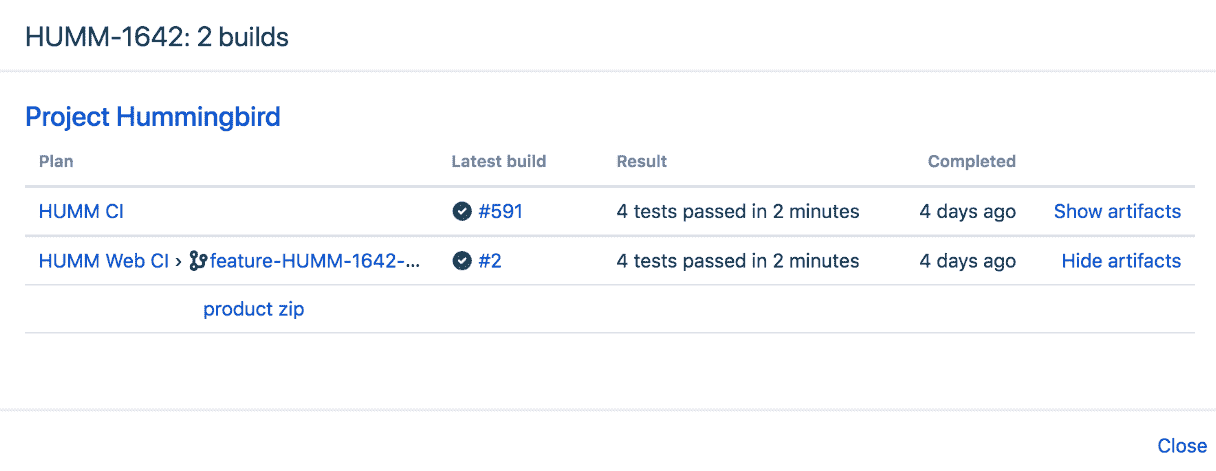 HUMM-1642: 2 builds
Project Hummingbird
Plan Latest build Result Completed
HUMM CI #591 4 tests passed in 2 minutes 4 days ago Show artifacts
HUMM Web CI › feature-HUMM-1642-... #2 4 tests passed in 2 minutes 4 days ago Hide artifacts
product zip
Close